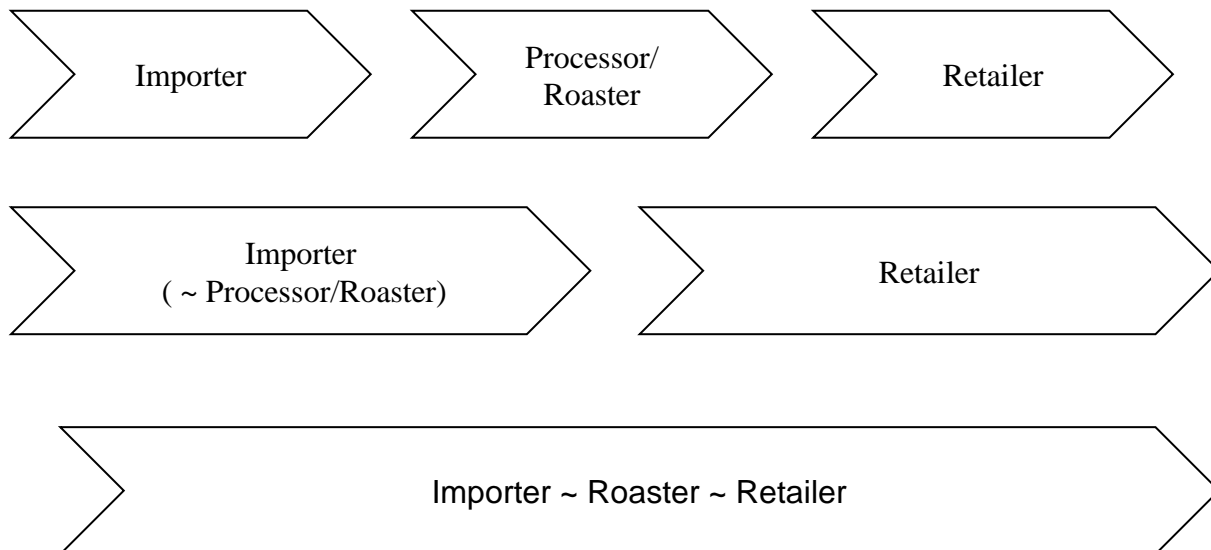 Importer
Processor/
Roaster
Retailer
Importer
( ~ Processor/Roaster)
Retailer
Importer ~ Roaster ~ Retailer